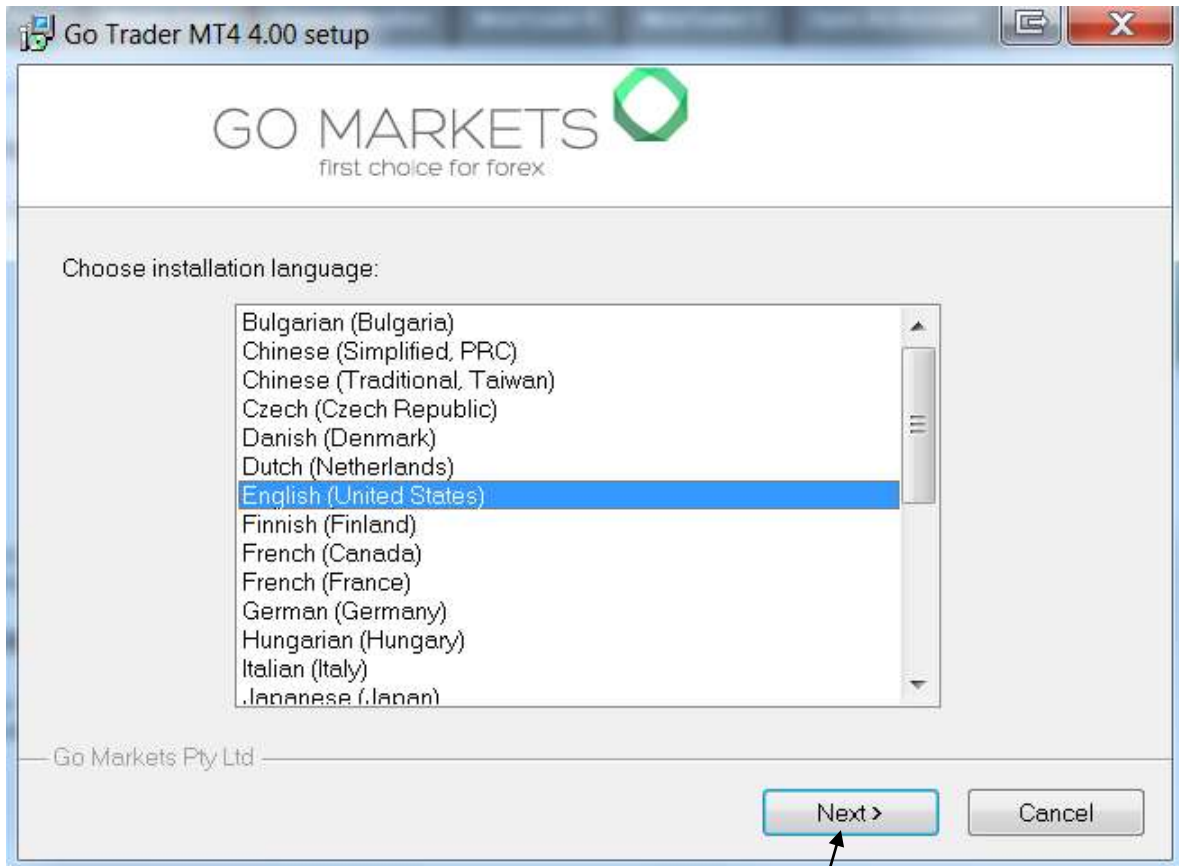 Go Trader MT4 4.00 setup
GO MARKETS
first choice for forex
Choose installation language:
Bulgarian (Bulgaria)
Chinese (Simplified, PRC)
Chinese (Traditional, Taiwan)
Czech (Czech Republic)
Danish (Denmark)
Dutch (Netherlands)
English (United States)
Finnish (Finland)
French (Canada)
French (France)
German (Germany)
Hungarian (Hungary)
Italian (Italy)
Japanese (Japan)
Go Markets Pty Ltd
Next >
Cancel